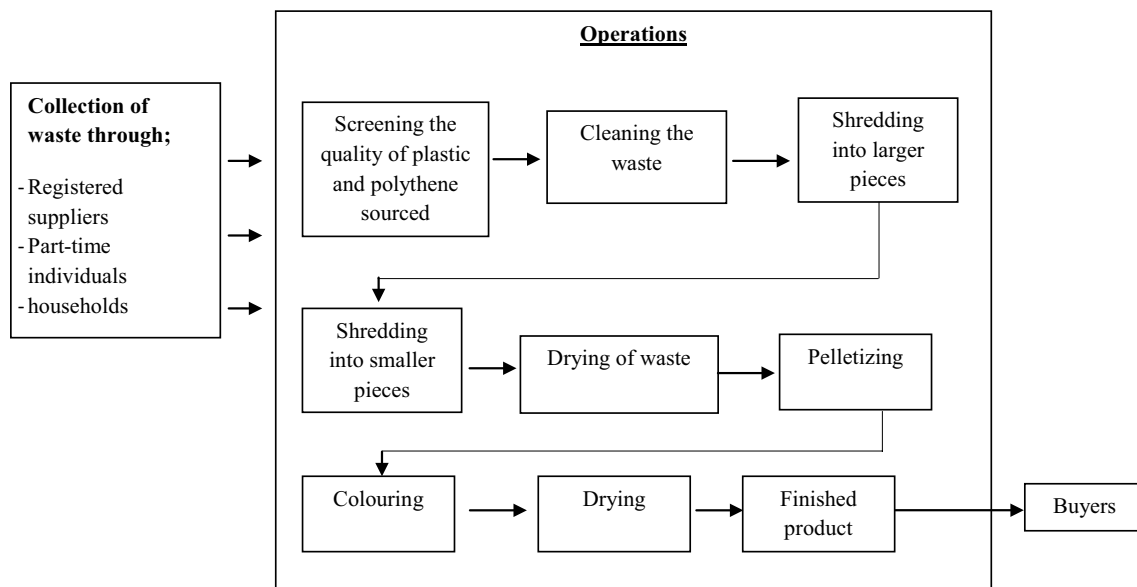 Operations
Collection of
waste through;
-Registered
suppliers
-Part-time
individuals
-households
Screening the
quality of plastic
and polythene
sourced
Cleaning the
waste
Shredding
into larger
pieces
Shredding
into smaller
pieces
Drying of waste
Pelletizing
Colouring
Drying
Finished
product
Buyers